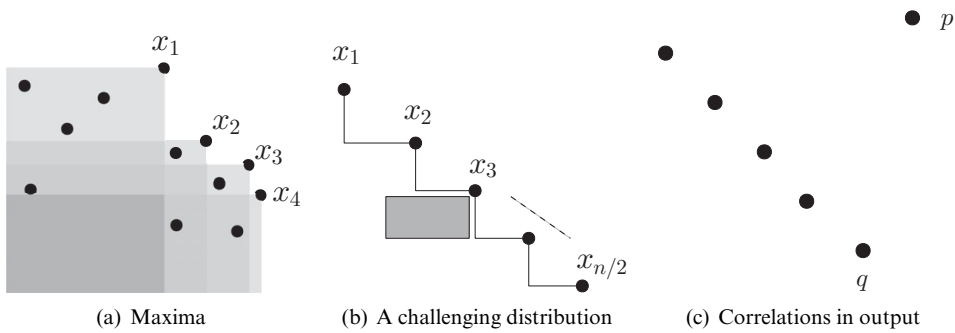 x₁
x₂
x₃
x₄
(a) Maxima
x₁
x₂
x₃
xₙ/₂
(b) A challenging distribution
p
q
(c) Correlations in output